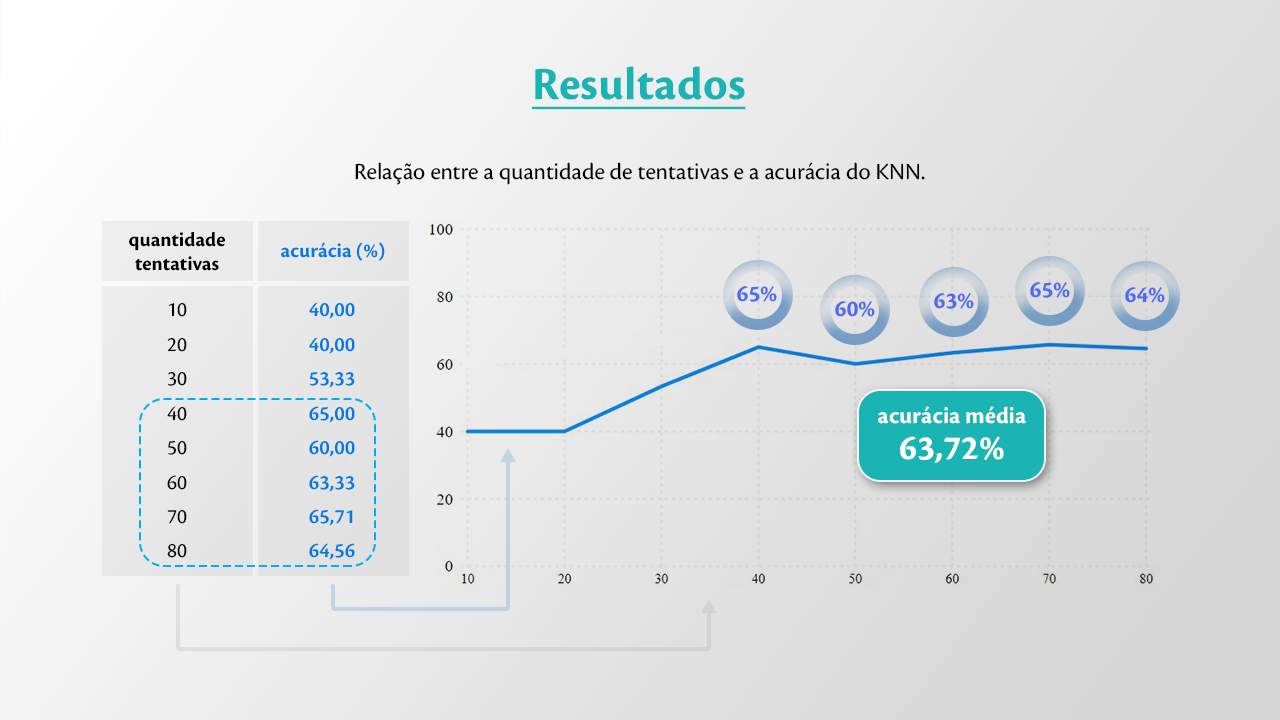 Resultados
Relação entre a quantidade de tentativas e a acurácia do KNN.
quantidade
tentativas
acurácia (%)
10 40,00
20 40,00
30 53,33
40 65,00
50 60,00
60 63,33
70 65,71
80 64,56
100
80
60
40
20
0
10 20 30 40 50 60 70 80
65% 60% 63% 65% 64%
acurácia média
63,72%